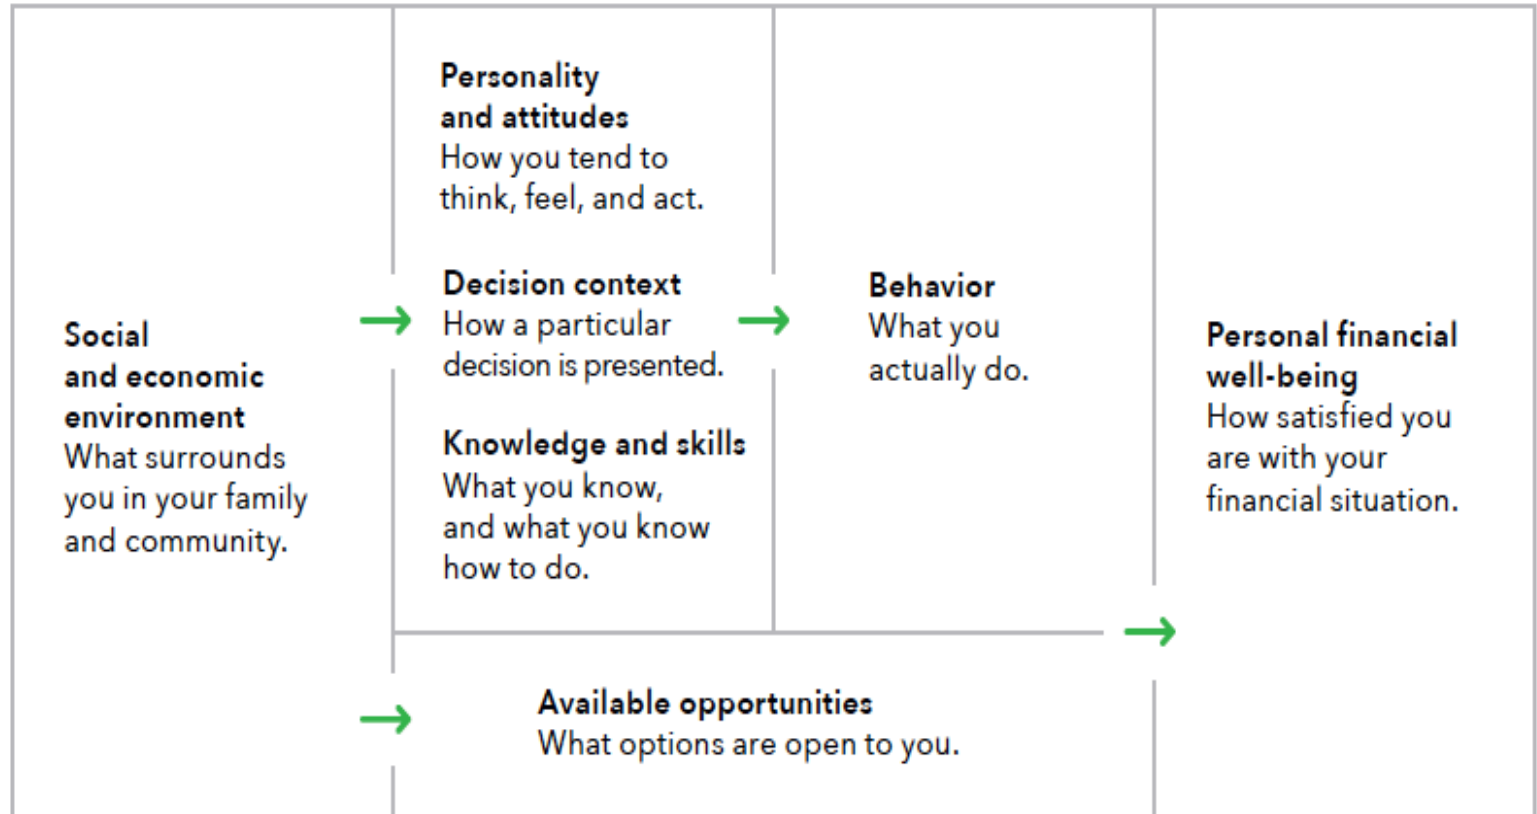 Social
and economic
environment
What surrounds
you in your family
and community.
Personality
and attitudes
How you tend to
think, feel, and act.
Decision context
How a particular
decision is presented.
Knowledge and skills
What you know,
and what you know
how to do.
Behavior
What you
actually do.
Available opportunities
What options are open to you.
Personal financial
well-being
How satisfied you
are with your
financial situation.